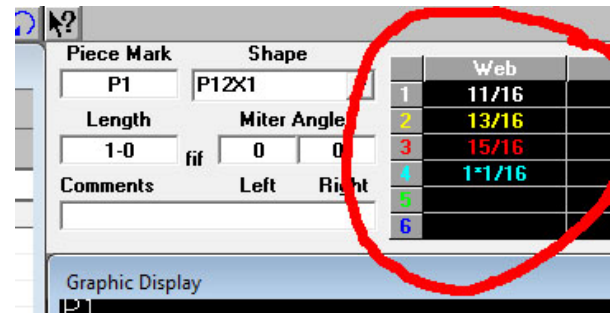 Piece Mark Shape
P1 P12X1
Length Miter Angle
1-0 fif 0 0
Comments Left Right
Web
1 11/16
2 13/16
3 15/16
4 1*1/16
5
6
Graphic Display
P1